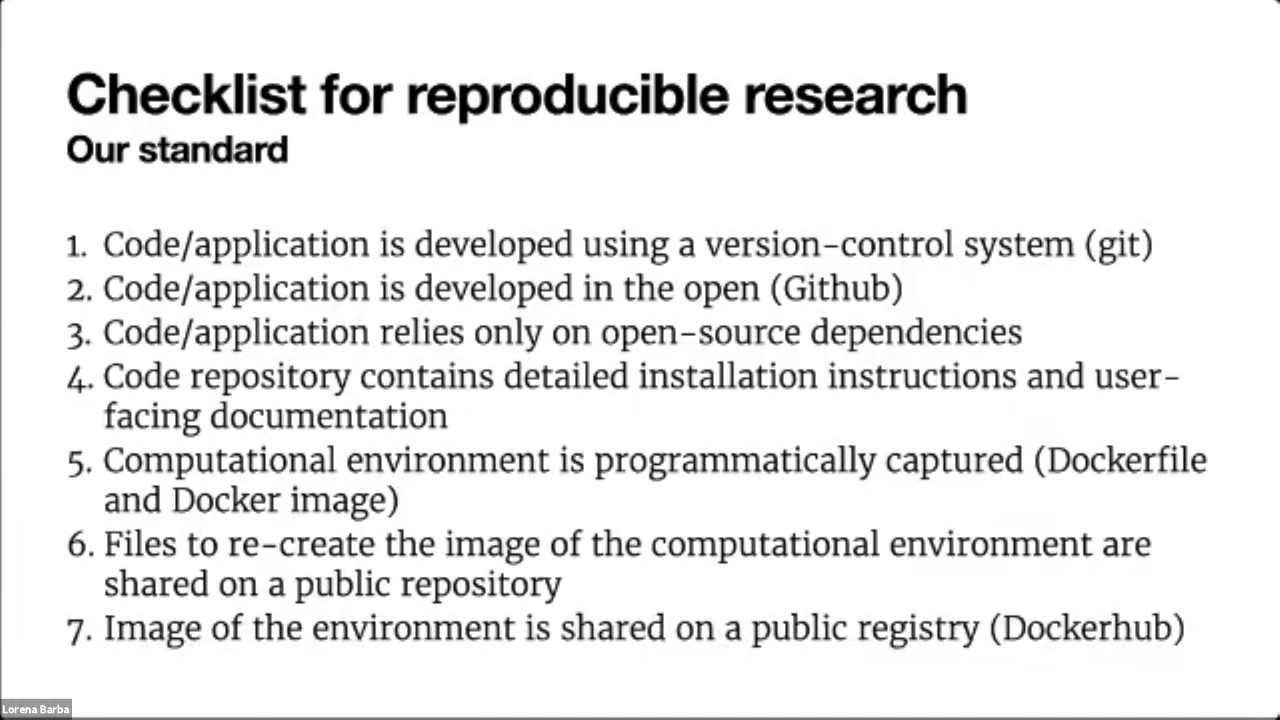 Checklist for reproducible research
Our standard
1. Code/application is developed using a version-control system (git)
2. Code/application is developed in the open (Github)
3. Code/application relies only on open-source dependencies
4. Code repository contains detailed installation instructions and user-
facing documentation
5. Computational environment is programmatically captured (Dockerfile
and Docker image)
6. Files to re-create the image of the computational environment are
shared on a public repository
7. Image of the environment is shared on a public registry (Dockerhub)
Lorena Barba